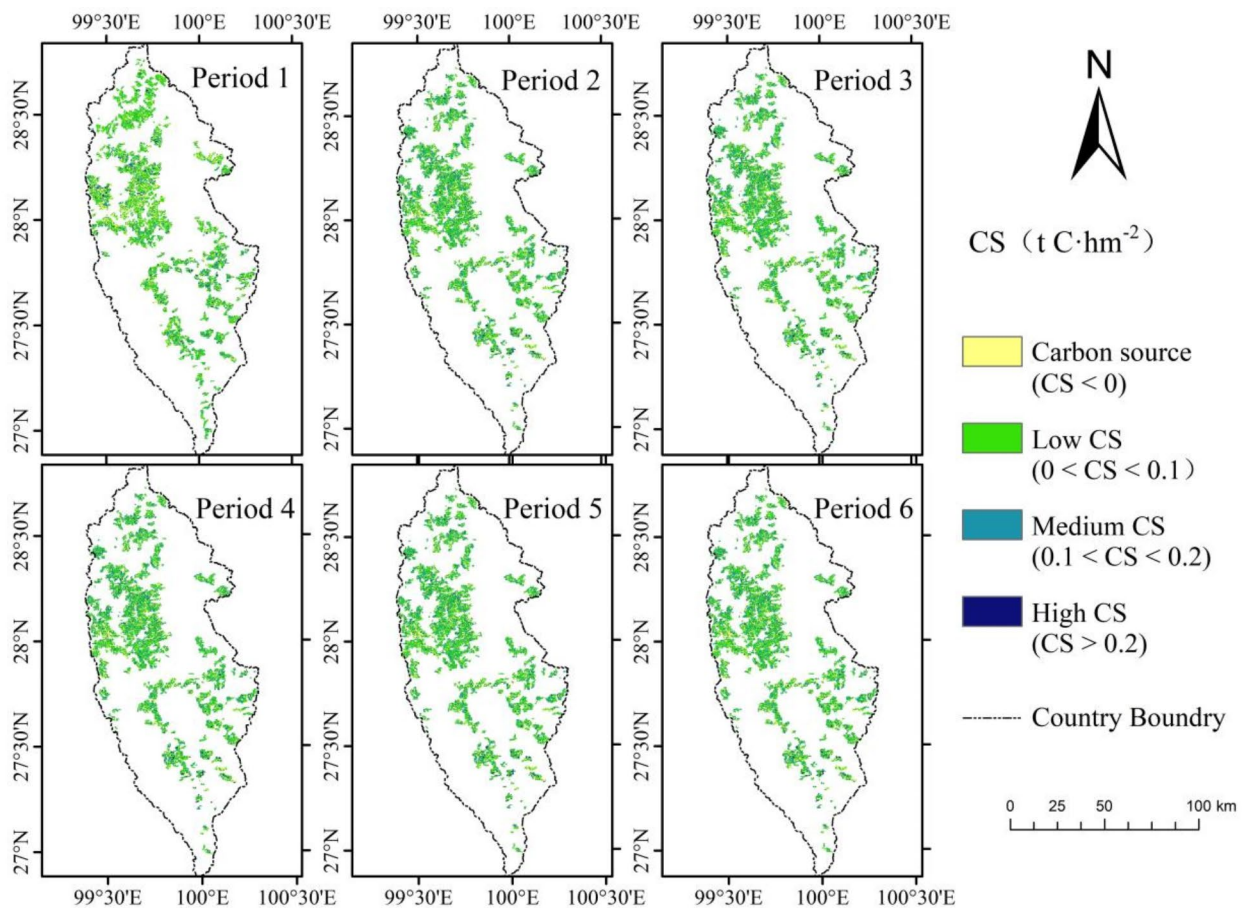 99°30'E 100°E 100°30'E 99°30'E 100°E 100°30'E 99°30'E 100°E 100°30'E
Period 1
Period 2
Period 3
28°30'N 28°N 27°30'N 27°N
28°30'N 28°N 27°30'N 27°N
28°30'N 28°N 27°30'N 27°N
Period 4
Period 5
Period 6
28°30'N 28°N 27°30'N 27°N
28°30'N 28°N 27°30'N 27°N
28°30'N 28°N 27°30'N 27°N
99°30'E 100°E 100°30'E 99°30'E 100°E 100°30'E 99°30'E 100°E 100°30'E
N
CS（t C·hm⁻²）
Carbon source
(CS < 0)
Low CS
(0 < CS < 0.1）
Medium CS
(0.1 < CS < 0.2)
High CS
(CS > 0.2)
Country Boundry
0 25 50 100 km